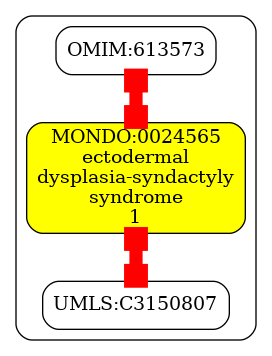 OMIM:613573
MONDO:0024565
ectodermal
dysplasia-syndactyly
syndrome
1
UMLS:C3150807